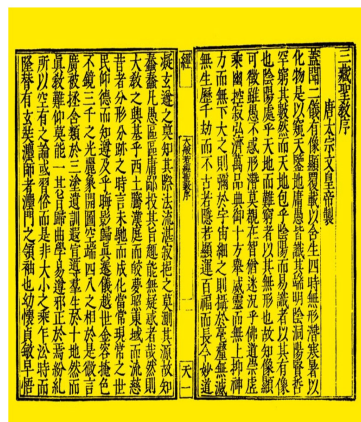 三藏聖教序
唐太宗文皇帝製
蓋聞二儀有像顯覆載以含生四時無形潛寒暑以
化物是以窺天鑒地庸愚皆識其端明陰洞陽賢哲
罕窮其數然而天地包乎陰陽而易識者以其有像
也陰陽處乎天地而難窮者以其無形也故知像顯
可徵雖愚不惑形潛莫覩在智猶迷況乎佛道崇虛
乘幽控寂弘濟萬品典御十方舉威靈而無上抑神
力而無下大之則彌於宇宙細之則攝於毫釐無滅
無生歷千劫而不古若隱若顯運百福而長今妙道
經
天一
凝玄遵之莫知其際法流湛寂挹之莫測其源故知
蠢蠢凡愚區區庸鄙投其旨趣能無疑惑者哉然則
大教之興基乎西土騰漢庭而皎夢照東域而流慈
昔者分形分跡之時言未馳而成化當常現常之世
民仰德而知遵及乎晦影歸眞遷儀越世金容掩色
不鏡三千之光麗象開圖空端四八之相於是微言
廣被拯含類於三塗遺訓遐宣導羣生於十地然而
眞教難仰莫能一其旨歸曲學易遵邪正於焉紛糺
所以空有之論或習俗而是非大小之乘乍沿時而
隆替有玄奘灋師者灋門之領袖也幼懷貞敏早悟